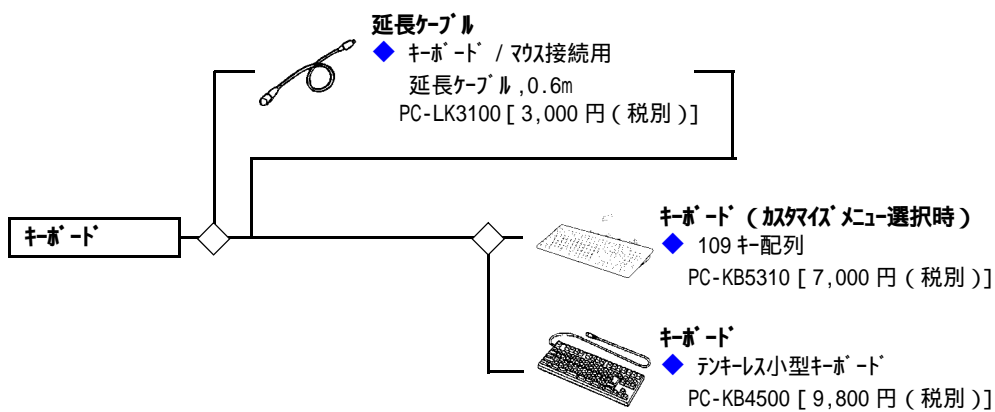 延長ｹｰﾌﾞﾙ
◆ ｷｰﾎﾞｰﾄﾞ / ﾏｳｽ接続用
延長ｹｰﾌﾞﾙ ,0.6m
PC-LK3100 [ 3,000 円 ( 税別 )]
ｷｰﾎﾞｰﾄﾞ
ｷｰﾎﾞｰﾄﾞ ( ｶｽﾀﾏｲｽﾞﾒﾆｭｰ選択時 )
◆ 109 ｷｰ配列
PC-KB5310 [ 7,000 円 ( 税別 )]
ｷｰﾎﾞｰﾄﾞ
◆ ﾃﾝｷｰﾚｽ小型ｷｰﾎﾞｰﾄﾞ
PC-KB4500 [ 9,800 円 ( 税別 )]